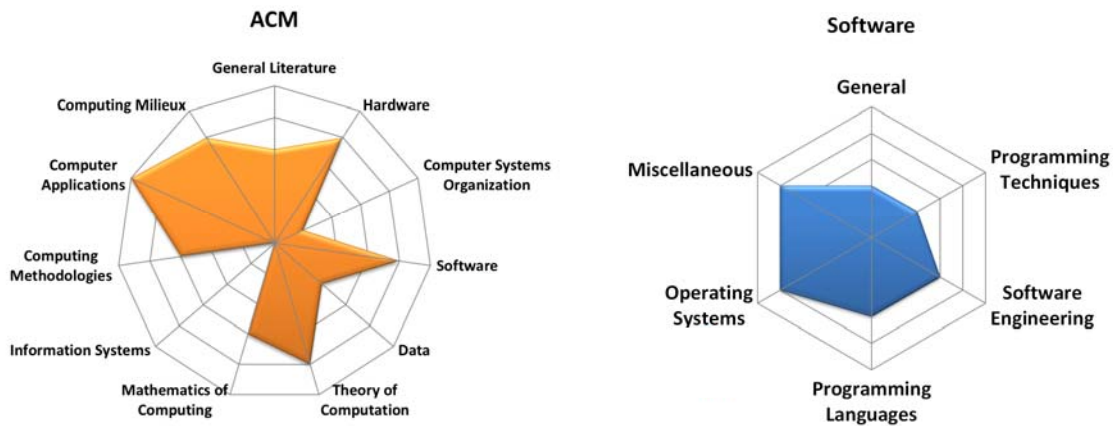 ACM
General Literature
Computing Milieux
Hardware
Computer
Applications
Computer Systems
Organization
Computing
Methodologies
Software
Information Systems
Data
Mathematics of
Computing
Theory of
Computation
Software
General
Miscellaneous
Programming
Techniques
Operating
Systems
Software
Engineering
Programming
Languages